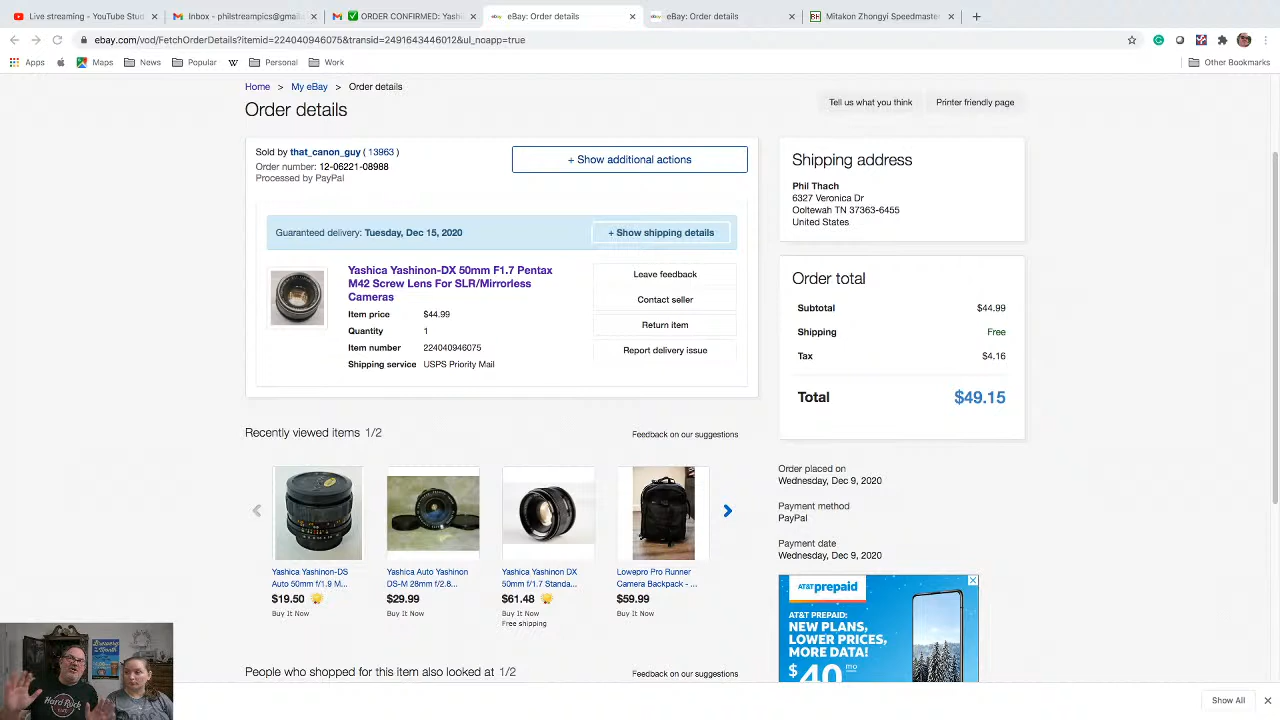 Live streaming - YouTube Stud
Inbox - philstreampics@gmail.
ORDER CONFIRMED: Yashi
eBay: Order details
eBay: Order details
Mitakon Zhongyi Speedmaster
ebay.com/vod/FetchOrderDetails?itemid=224040946075&transid=2491643446012&ul_noapp=true
Apps
Maps
News
Popular
Personal
Work
Other Bookmarks
Home > My eBay > Order details
Order details
Tell us what you think
Printer friendly page
Sold by that_canon_guy ( 13963 )
Order number: 12-06221-08988
Processed by PayPal
+ Show additional actions
Guaranteed delivery: Tuesday, Dec 15, 2020
+ Show shipping details
Yashica Yashinon-DX 50mm F1.7 Pentax
M42 Screw Lens For SLR/Mirrorless
Cameras
Item price $44.99
Quantity 1
Item number 224040946075
Shipping service USPS Priority Mail
Leave feedback
Contact seller
Return item
Report delivery issue
Shipping address
Phil Thach
6327 Veronica Dr
Ooltewah TN 37363-6455
United States
Order total
Subtotal $44.99
Shipping Free
Tax $4.16
Total $49.15
Order placed on
Wednesday, Dec 9, 2020
Payment method
PayPal
Payment date
Wednesday, Dec 9, 2020
Recently viewed items 1/2
Feedback on our suggestions
Yashica Yashinon-DS
Auto 50mm f/1.9 M...
$19.50
Buy It Now
Yashica Auto Yashinon
DS-M 28mm f/2.8...
$29.99
Buy It Now
Yashica Yashinon DX
50mm f/1.7 Standa...
$61.48
Buy It Now
Free shipping
Lowepro Pro Runner
Camera Backpack - ...
$59.99
Buy It Now
AT&T prepaid
AT&T PREPAID:
NEW PLANS,
LOWER PRICES,
MORE DATA!
$40 mo
People who shopped for this item also looked at 1/2
Feedback on our suggestions
Hard Rock
Show All